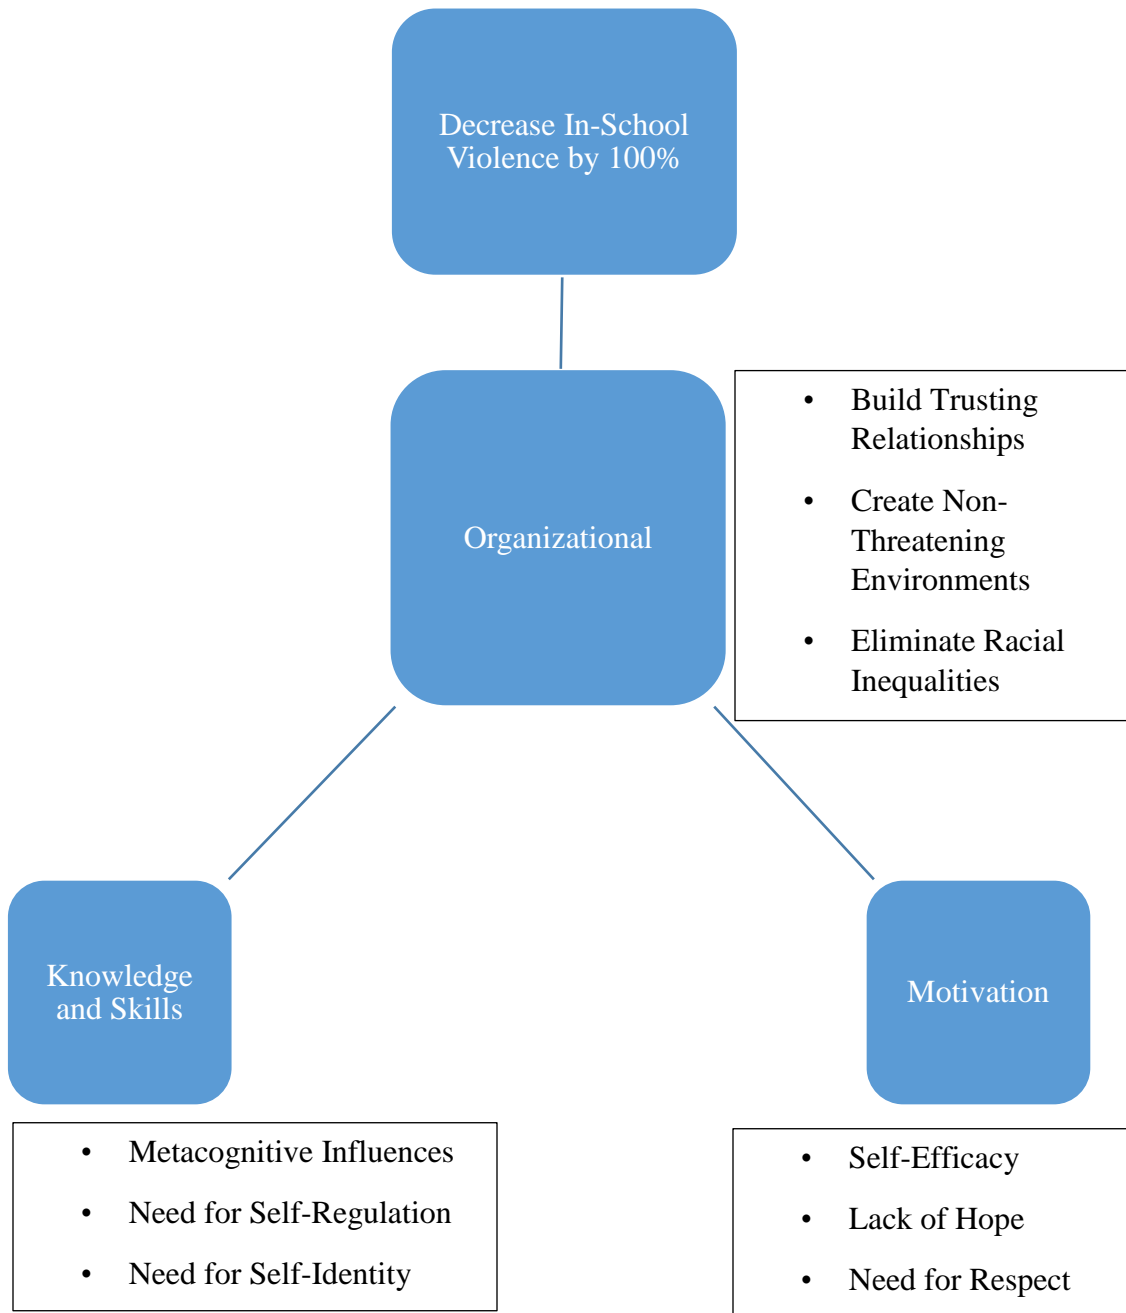 Decrease In-School
Violence by 100%
Organizational
• Build Trusting
Relationships
• Create Non-
Threatening
Environments
• Eliminate Racial
Inequalities
Knowledge
and Skills
Motivation
• Metacognitive Influences
• Need for Self-Regulation
• Need for Self-Identity
• Self-Efficacy
• Lack of Hope
• Need for Respect